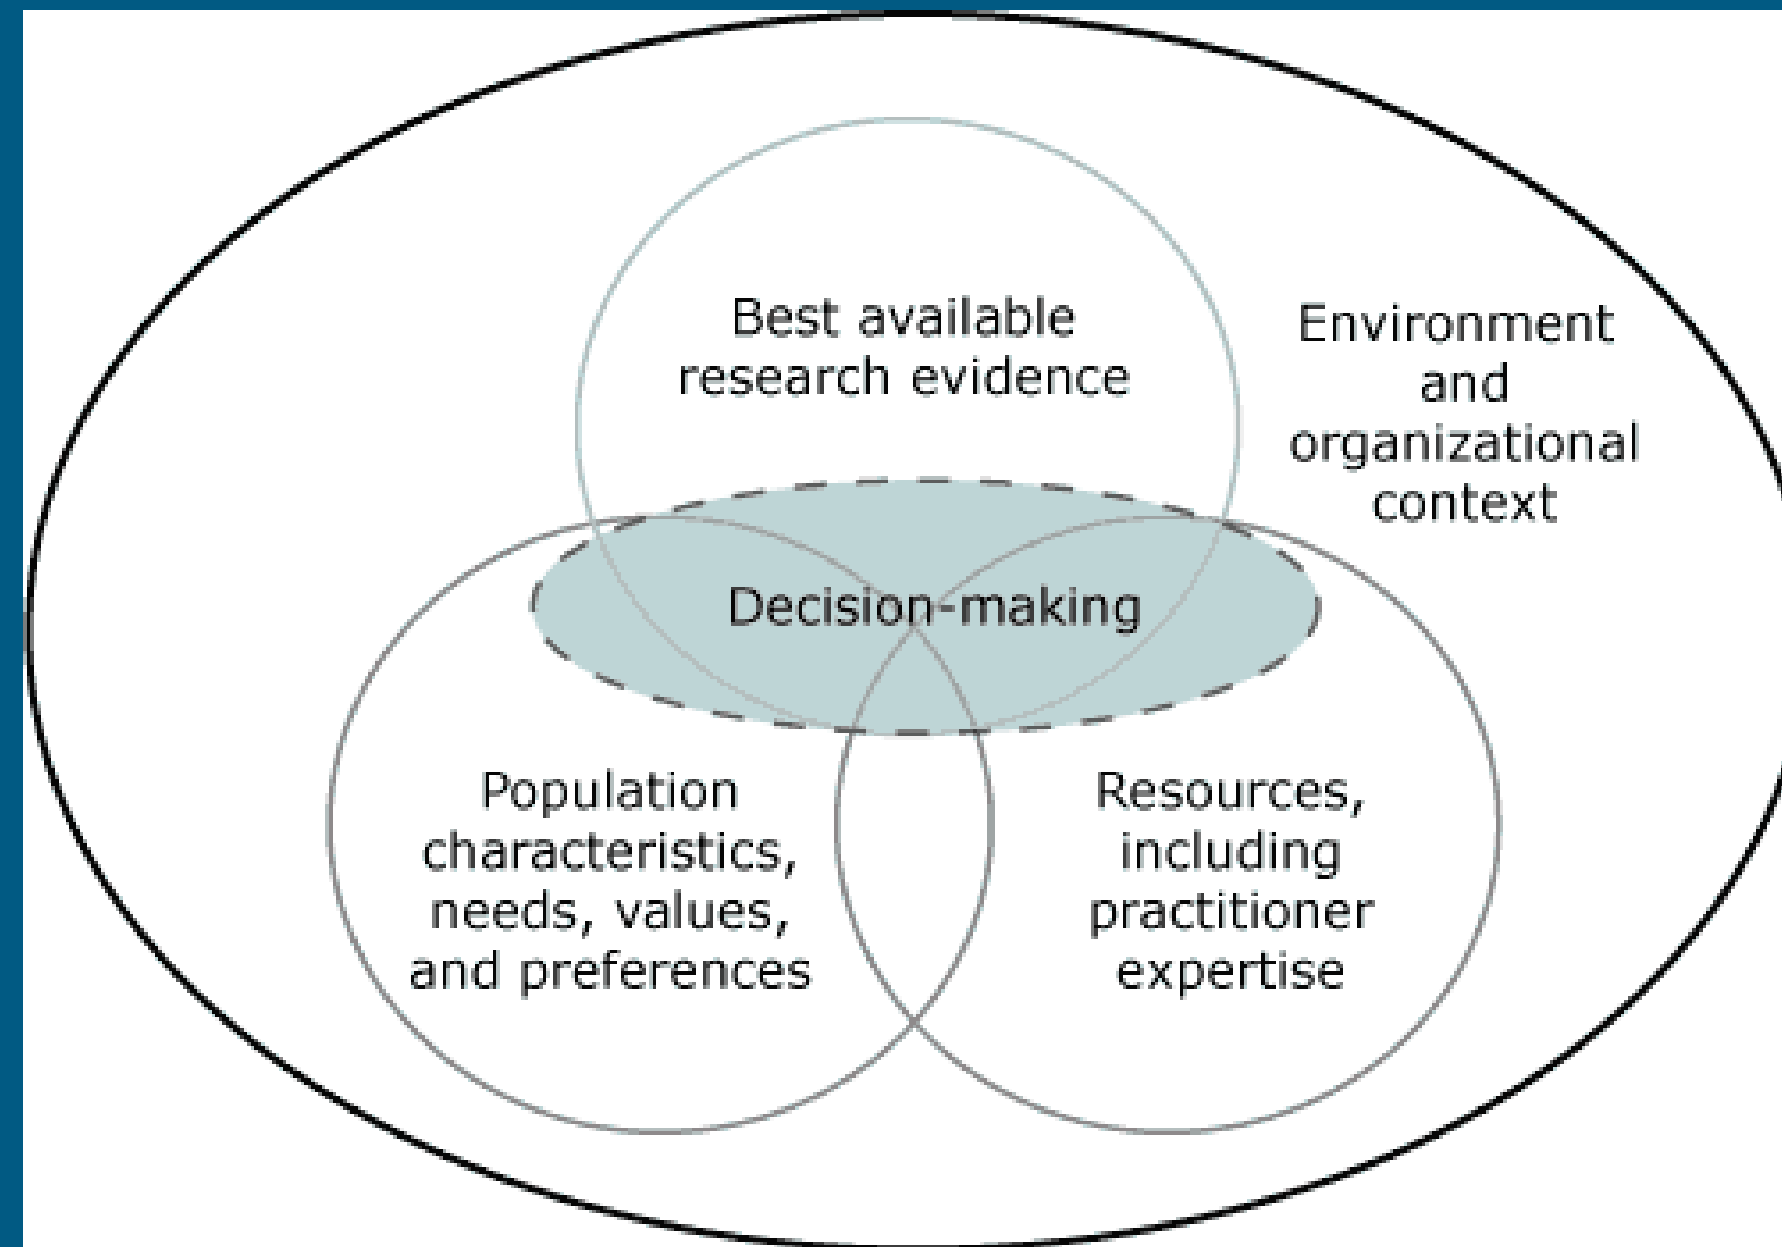 Best available
research evidence
Environment
and
organizational
context
Decision-making
Population
characteristics,
needs, values,
and preferences
Resources,
including
practitioner
expertise